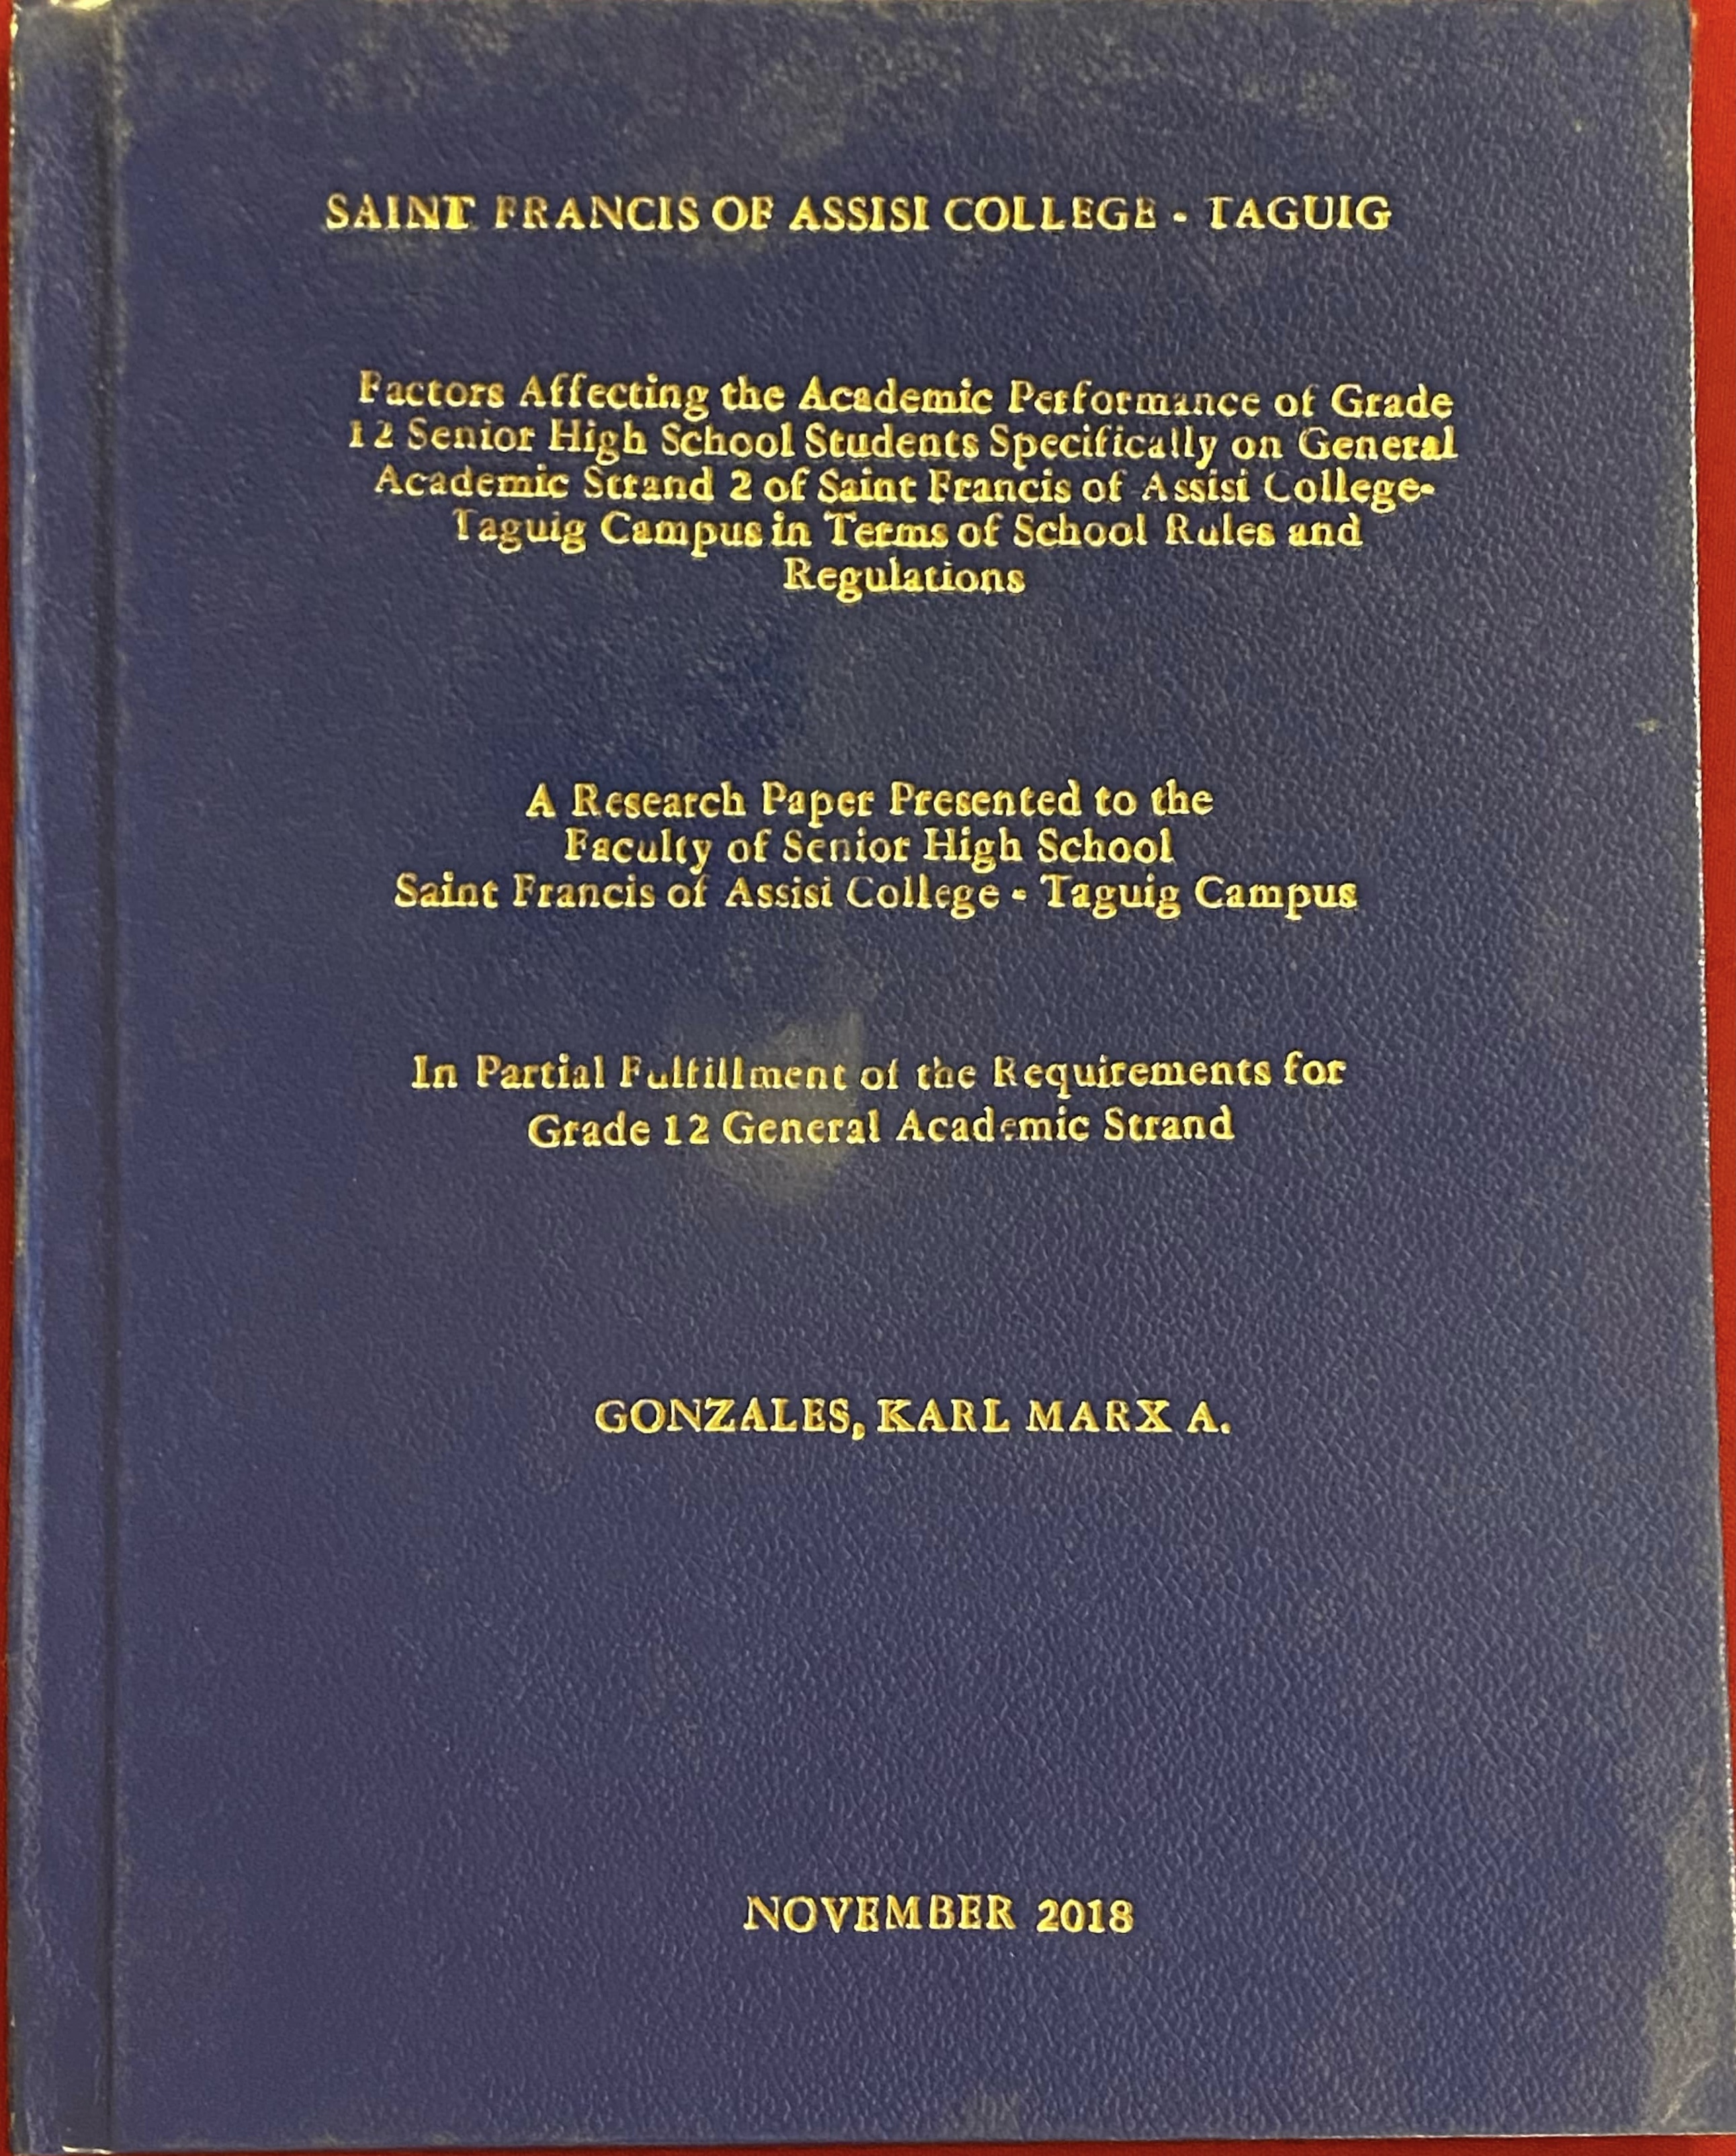 SAINT FRANCIS OF ASSISI COLLEGE - TAGUIG
Factors Affecting the Academic Performance of Grade
12 Senior High School Students Specifically on General
Academic Strand 2 of Saint Francis of Assisi College-
Taguig Campus in Terms of School Rules and
Regulations
A Research Paper Presented to the
Faculty of Senior High School
Saint Francis of Assisi College - Taguig Campus
In Partial Fulfillment of the Requirements for
Grade 12 General Academic Strand
GONZALES, KARL MARX A.
NOVEMBER 2018